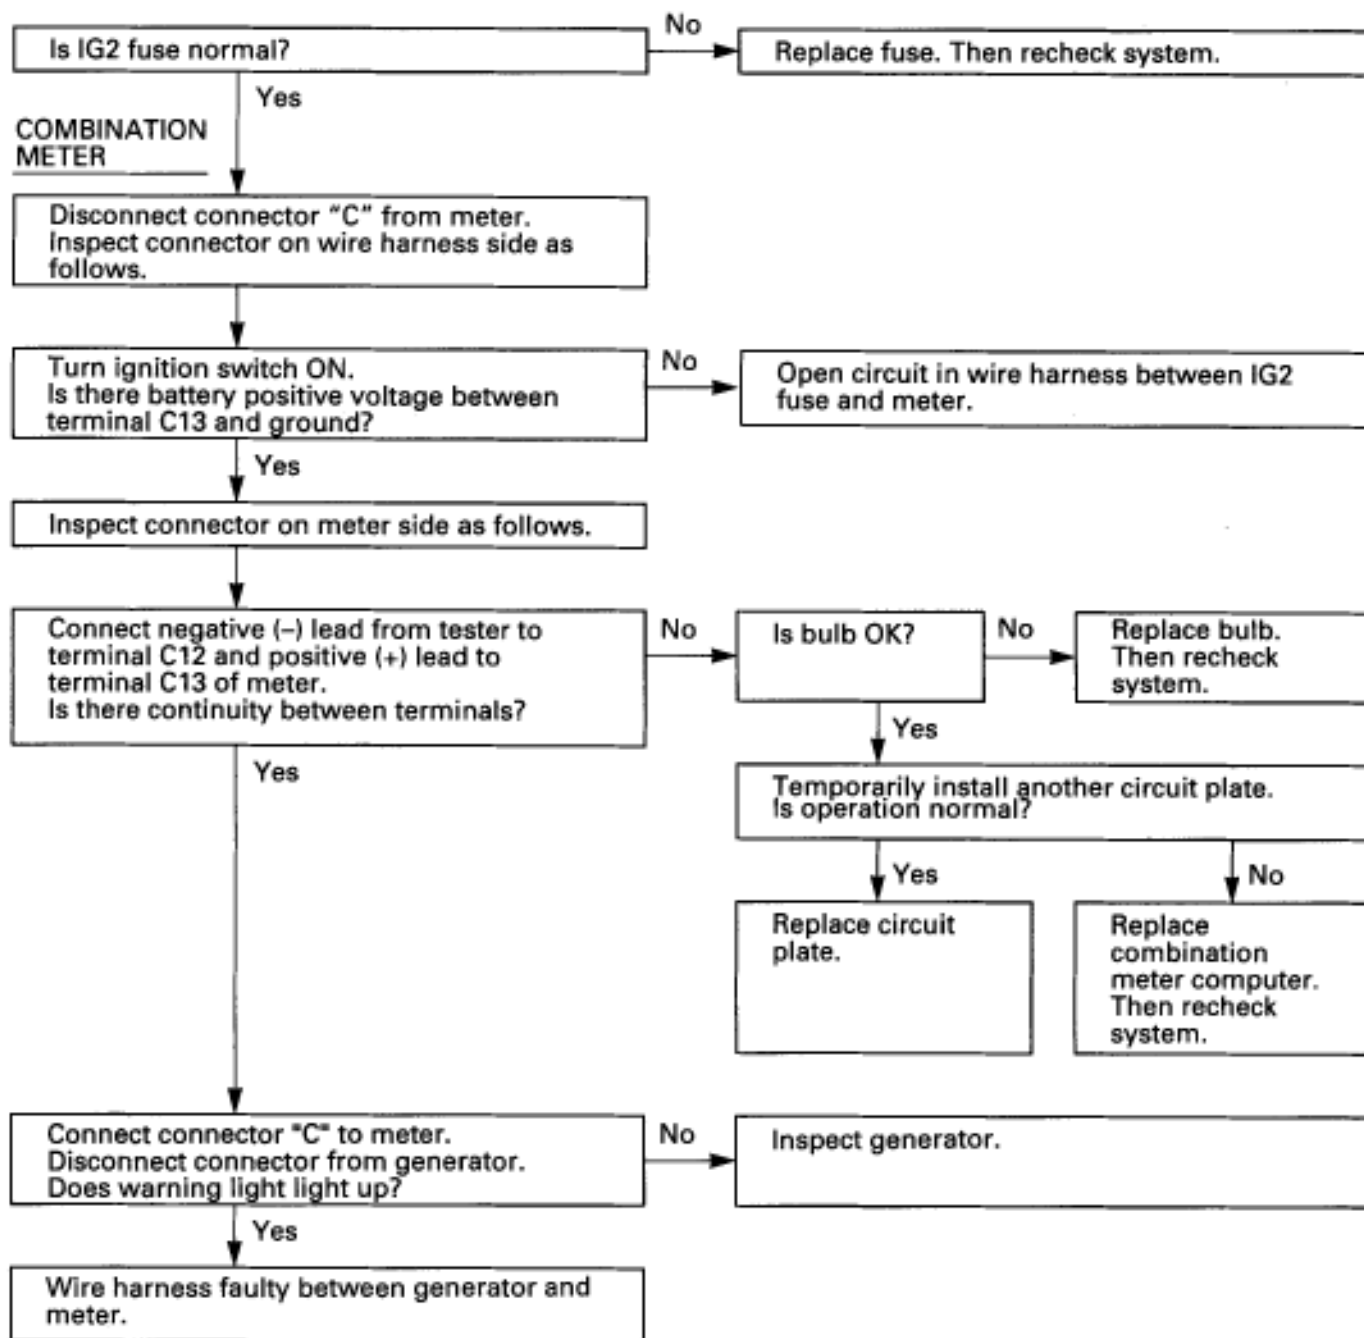 Is IG2 fuse normal?
No
Replace fuse. Then recheck system.
Yes
COMBINATION
METER
Disconnect connector "C" from meter.
Inspect connector on wire harness side as
follows.
Turn ignition switch ON.
Is there battery positive voltage between
terminal C13 and ground?
No
Open circuit in wire harness between IG2
fuse and meter.
Yes
Inspect connector on meter side as follows.
Connect negative (−) lead from tester to
terminal C12 and positive (+) lead to
terminal C13 of meter.
Is there continuity between terminals?
No
Is bulb OK?
No
Replace bulb.
Then recheck
system.
Yes
Yes
Temporarily install another circuit plate.
Is operation normal?
Yes
No
Replace circuit
plate.
Replace
combination
meter computer.
Then recheck
system.
Connect connector "C" to meter.
Disconnect connector from generator.
Does warning light light up?
No
Inspect generator.
Yes
Wire harness faulty between generator and
meter.